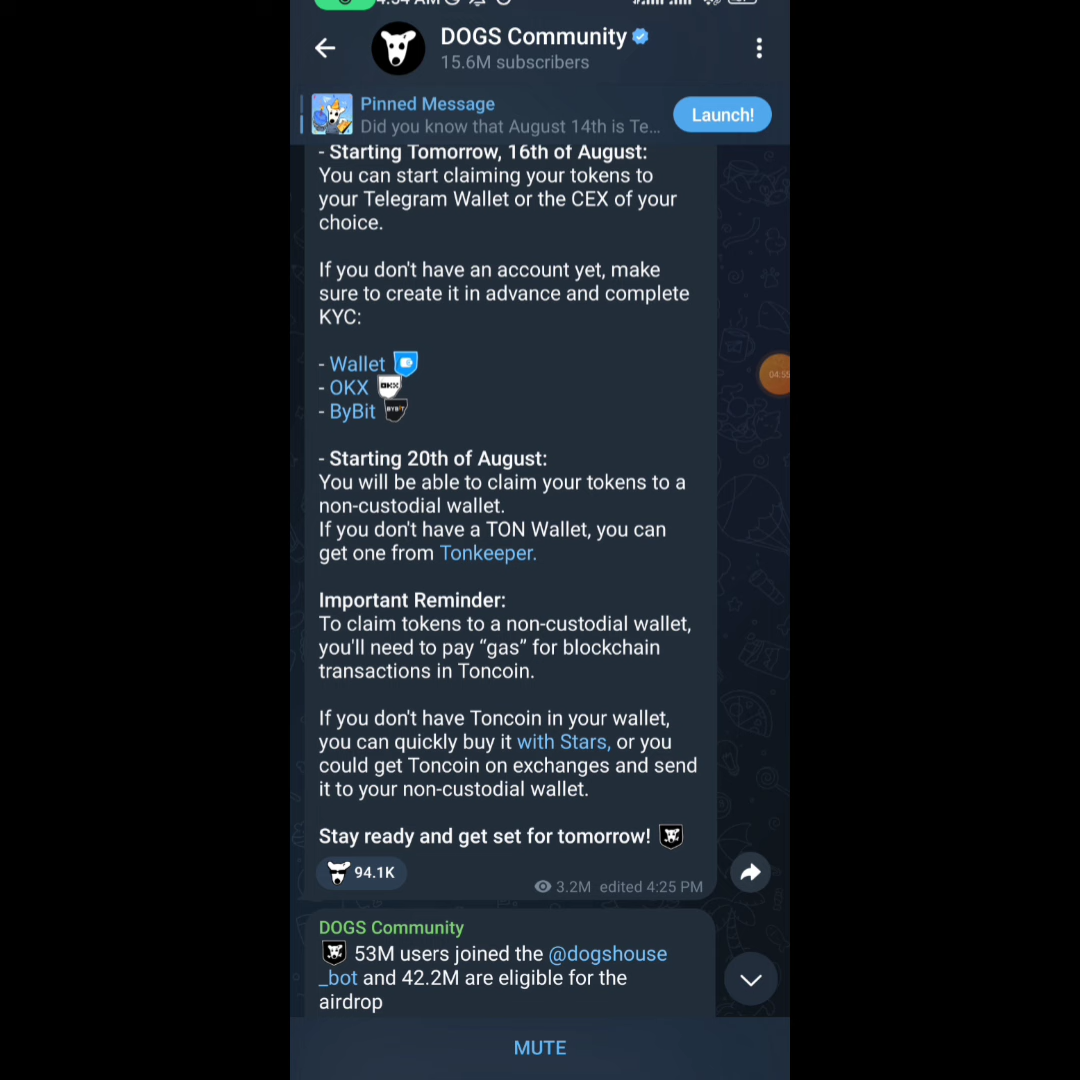 4:54 AM
DOGS Community
15.6M subscribers
Pinned Message
Did you know that August 14th is Te...
Launch!
- Starting Tomorrow, 16th of August:
You can start claiming your tokens to
your Telegram Wallet or the CEX of your
choice.
If you don't have an account yet, make
sure to create it in advance and complete
KYC:
- Wallet
- OKX OKX
- ByBit BYBIT
04:55
- Starting 20th of August:
You will be able to claim your tokens to a
non-custodial wallet.
If you don't have a TON Wallet, you can
get one from Tonkeeper.
Important Reminder:
To claim tokens to a non-custodial wallet,
you'll need to pay “gas” for blockchain
transactions in Toncoin.
If you don't have Toncoin in your wallet,
you can quickly buy it with Stars, or you
could get Toncoin on exchanges and send
it to your non-custodial wallet.
Stay ready and get set for tomorrow!
94.1K
3.2M edited 4:25 PM
DOGS Community
53M users joined the @dogshouse
_bot and 42.2M are eligible for the
airdrop
MUTE